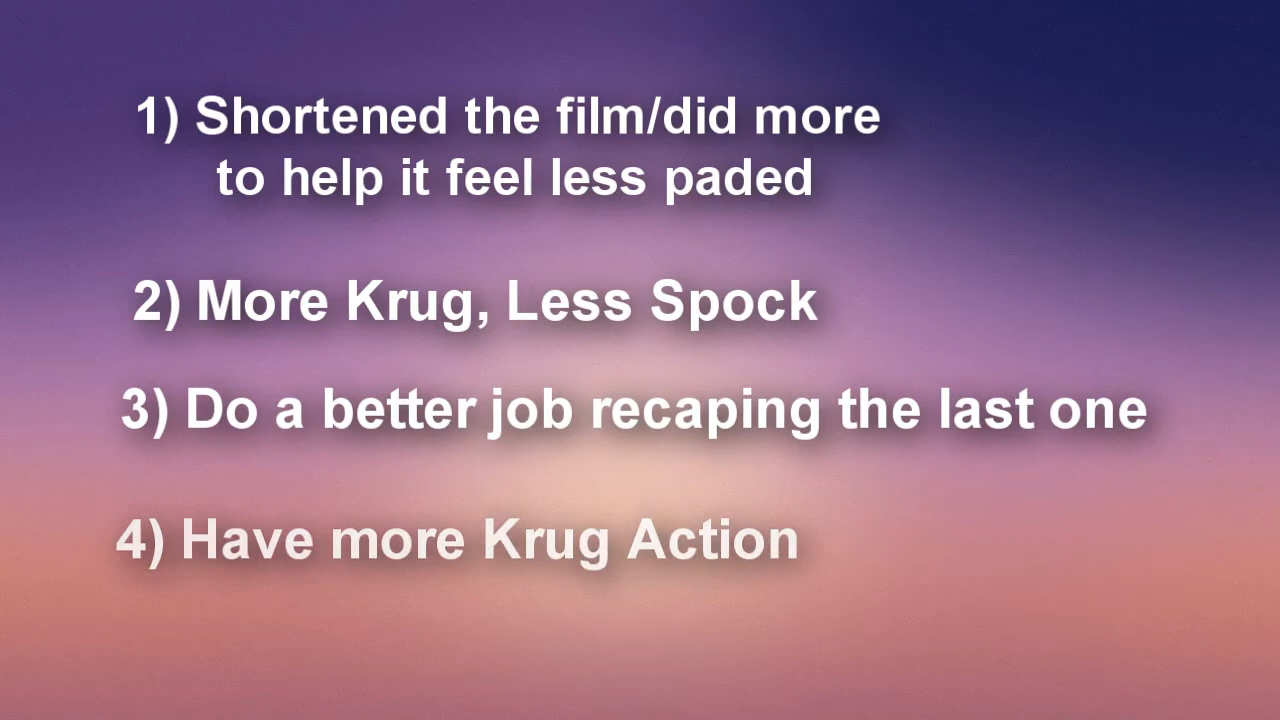 1) Shortened the film/did more
to help it feel less paded
2) More Krug, Less Spock
3) Do a better job recaping the last one
4) Have more Krug Action